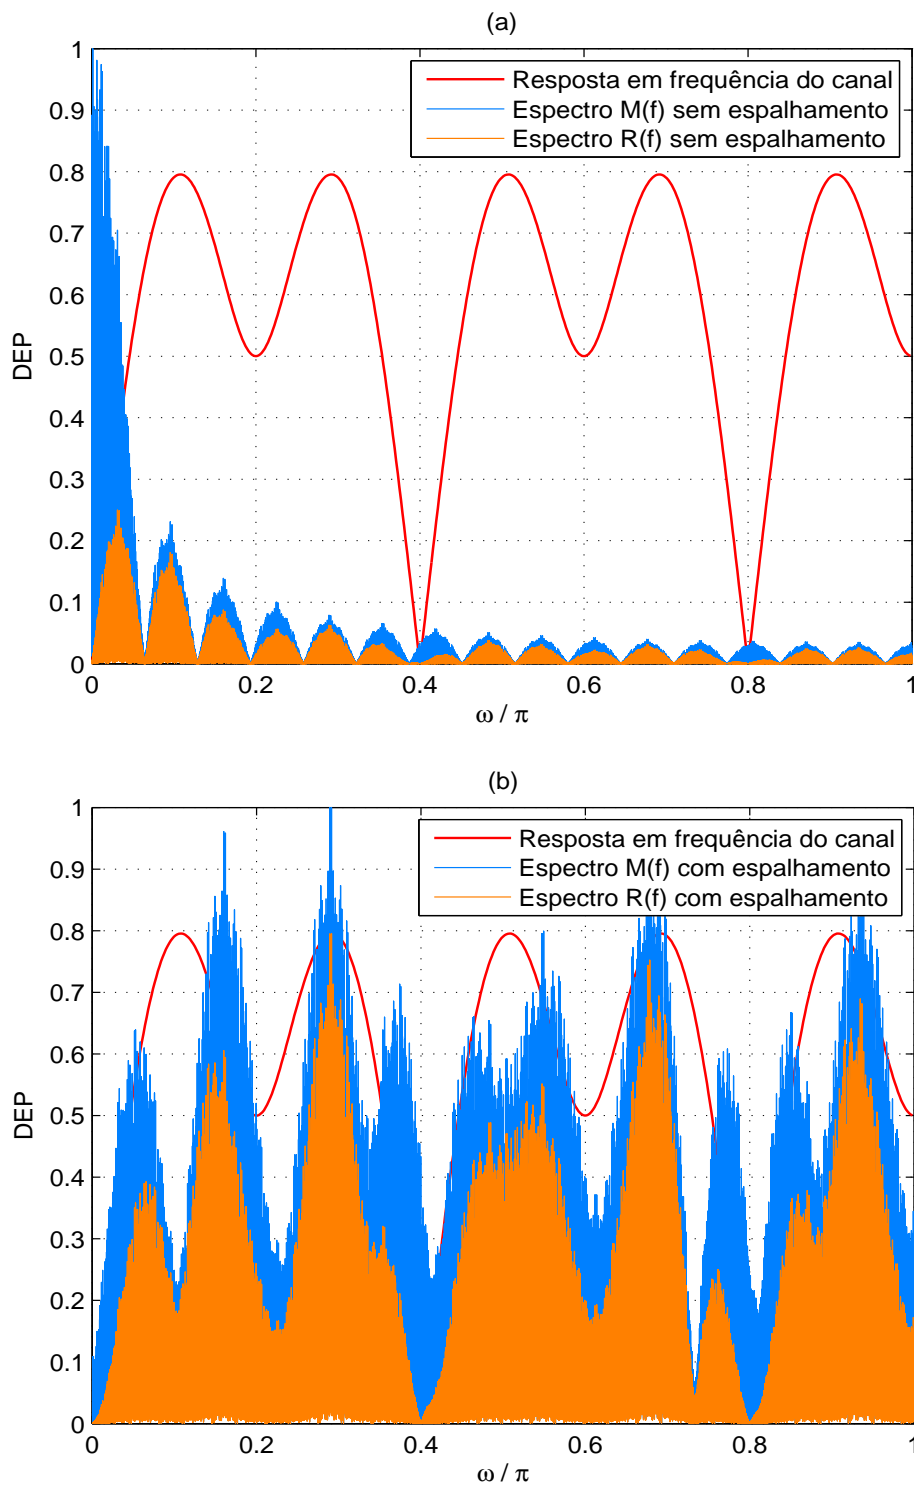 (a)
1
0.9
0.8
0.7
0.6
0.5
0.4
0.3
0.2
0.1
0
DEP
Resposta em frequência do canal
Espectro M(f) sem espalhamento
Espectro R(f) sem espalhamento
0 0.2 0.4 0.6 0.8 1
ω / π
(b)
1
0.9
0.8
0.7
0.6
0.5
0.4
0.3
0.2
0.1
0
DEP
Resposta em frequência do canal
Espectro M(f) com espalhamento
Espectro R(f) com espalhamento
0 0.2 0.4 0.6 0.8 1
ω / π